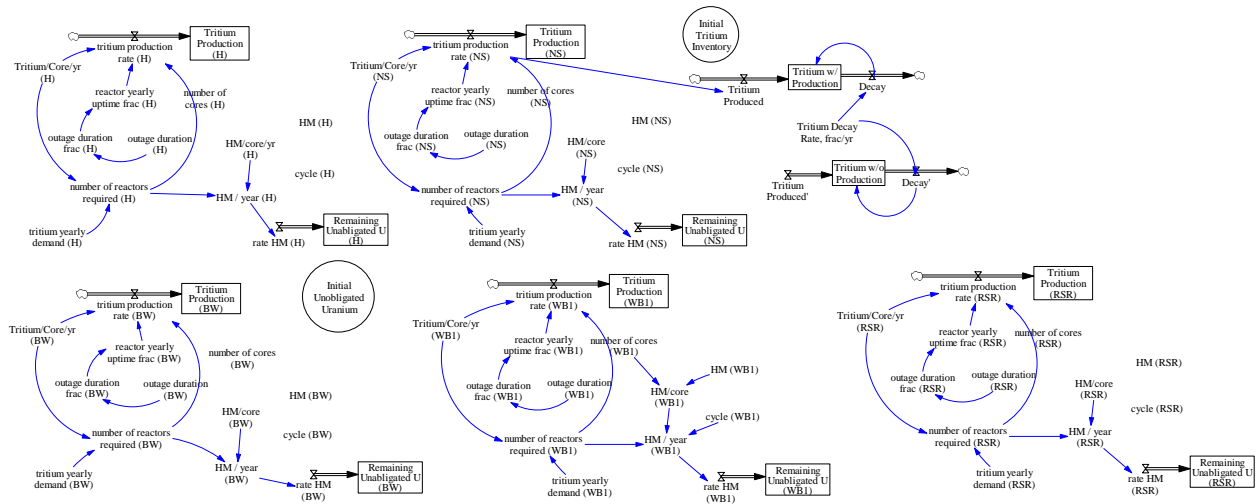 Tritium
Production
(H)
tritium production
rate (H)
Tritium/Core/yr
(H)
reactor yearly
uptime frac (H)
number of
cores (H)
outage duration
frac (H)
outage duration
(H)
HM (H)
HM/core/yr
(H)
cycle (H)
number of reactors
required (H)
HM / year (H)
tritium yearly
demand (H)
rate HM (H)
Remaining
Unabligated U
(H)
Tritium
Production
(NS)
tritium production
rate (NS)
Tritium/Core/yr
(NS)
reactor yearly
uptime frac (NS)
number of cores
(NS)
outage duration
frac (NS)
outage duration
(NS)
HM (NS)
HM/core
(NS)
cycle (NS)
number of reactors
required (NS)
HM / year
(NS)
tritium yearly
demand (NS)
rate HM (NS)
Remaining
Unabligated U
(NS)
Initial
Tritium
Inventory
Tritium
Produced
Tritium w/
Production
Decay
Tritium Decay
Rate, frac/yr
Tritium
Produced'
Tritium w/o
Production
Decay'
Tritium
Production
(BW)
tritium production
rate (BW)
Tritium/Core/yr
(BW)
reactor yearly
uptime frac (BW)
number of cores
(BW)
outage duration
frac (BW)
outage duration
(BW)
HM (BW)
HM/core
(BW)
cycle (BW)
number of reactors
required (BW)
HM / year
(BW)
tritium yearly
demand (BW)
rate HM
(BW)
Remaining
Unabligated U
(BW)
Initial
Unobligated
Uranium
Tritium
Production
(WB1)
tritium production
rate (WB1)
Tritium/Core/yr
(WB1)
reactor yearly
uptime frac (WB1)
number of cores
(WB1)
outage duration
frac (WB1)
outage duration
(WB1)
HM (WB1)
HM/core
(WB1)
cycle (WB1)
number of reactors
required (WB1)
HM / year
(WB1)
tritium yearly
demand (WB1)
rate HM
(WB1)
Remaining
Unabligated U
(WB1)
Tritium
Production
(RSR)
tritium production
rate (RSR)
Tritium/Core/yr
(RSR)
reactor yearly
uptime frac (RSR)
number of cores
(RSR)
outage duration
frac (RSR)
outage duration
(RSR)
HM (RSR)
HM/core
(RSR)
cycle (RSR)
number of reactors
required (RSR)
HM / year
(RSR)
tritium yearly
demand (RSR)
rate HM
(RSR)
Remaining
Unabligated U
(RSR)